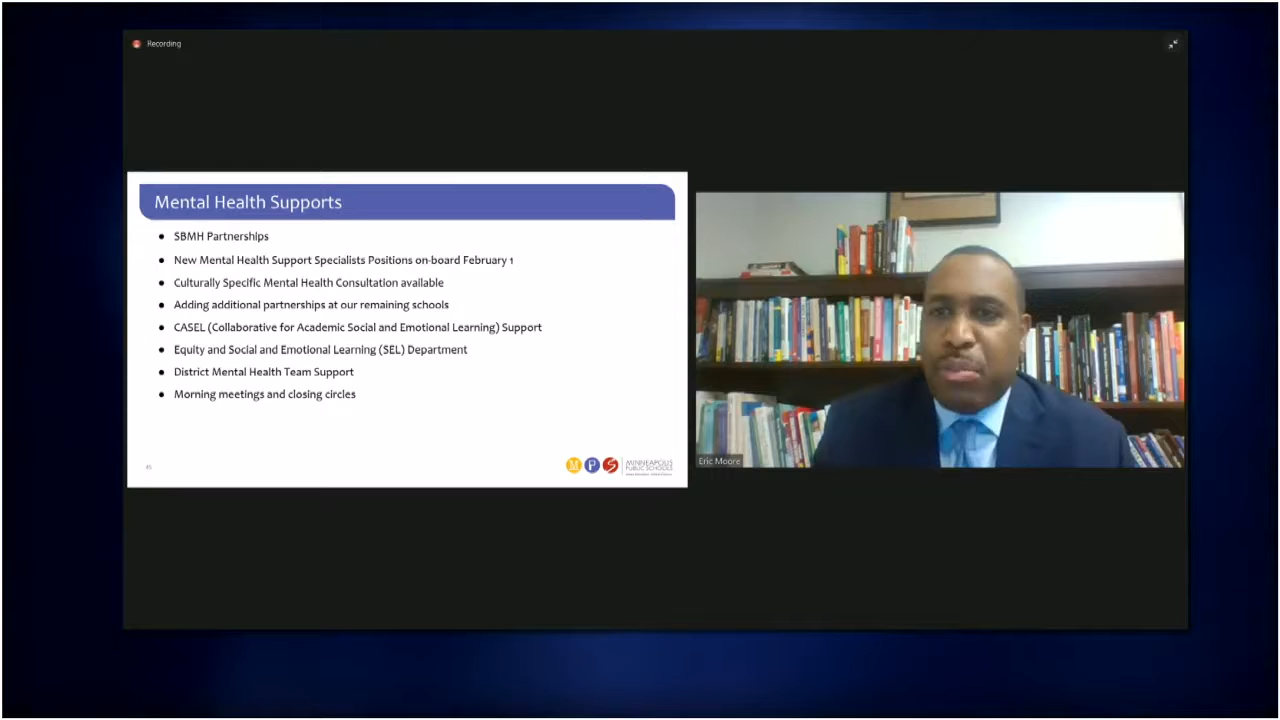 Recording
Mental Health Supports
● SBMH Partnerships
● New Mental Health Support Specialists Positions on-board February 1
● Culturally Specific Mental Health Consultation available
● Adding additional partnerships at our remaining schools
● CASEL (Collaborative for Academic Social and Emotional Learning) Support
● Equity and Social and Emotional Learning (SEL) Department
● District Mental Health Team Support
● Morning meetings and closing circles
45
M P S
MINNEAPOLIS
PUBLIC SCHOOLS
Eric Moore